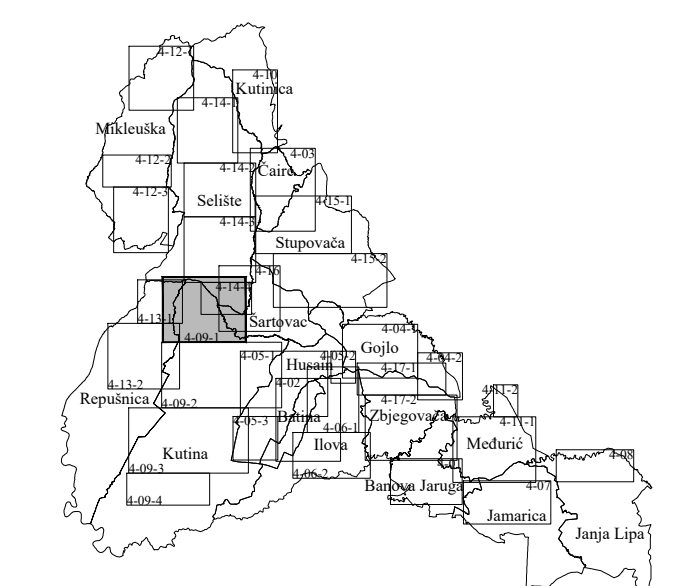 4-12-
4-10
Kutinica
4-14-1
Mikleuška
4-03
4-12-2
4-14-2
Čaire
4-12-3
Selište
4-15-1
4-14-3
Stupovača
4-15-2
4-16
4-14-4
4-13-1
Šartovac
4-04-1
4-09-1
Gojlo
4-05-1
4-05-2
4-04-2
Husain
4-17-1
4-13-2
4-02
4-11-2
Repušnica
4-09-2
4-17-2
Batina
Zbjegovača
4-05-3
4-06-1
4-11-1
Ilova
Međurić
Kutina
4-08
4-09-3
4-06-2
Banova Jaruga
4-07
4-09-4
Jamarica
Janja Lipa